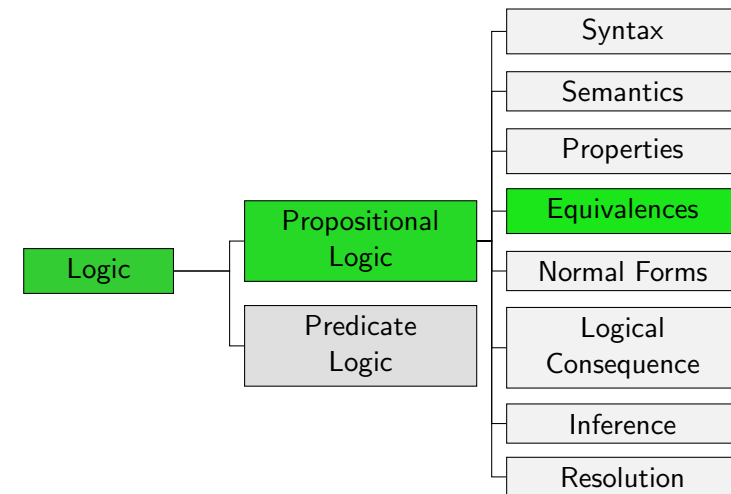 Logic
Propositional
Logic
Predicate
Logic
Syntax
Semantics
Properties
Equivalences
Normal Forms
Logical
Consequence
Inference
Resolution